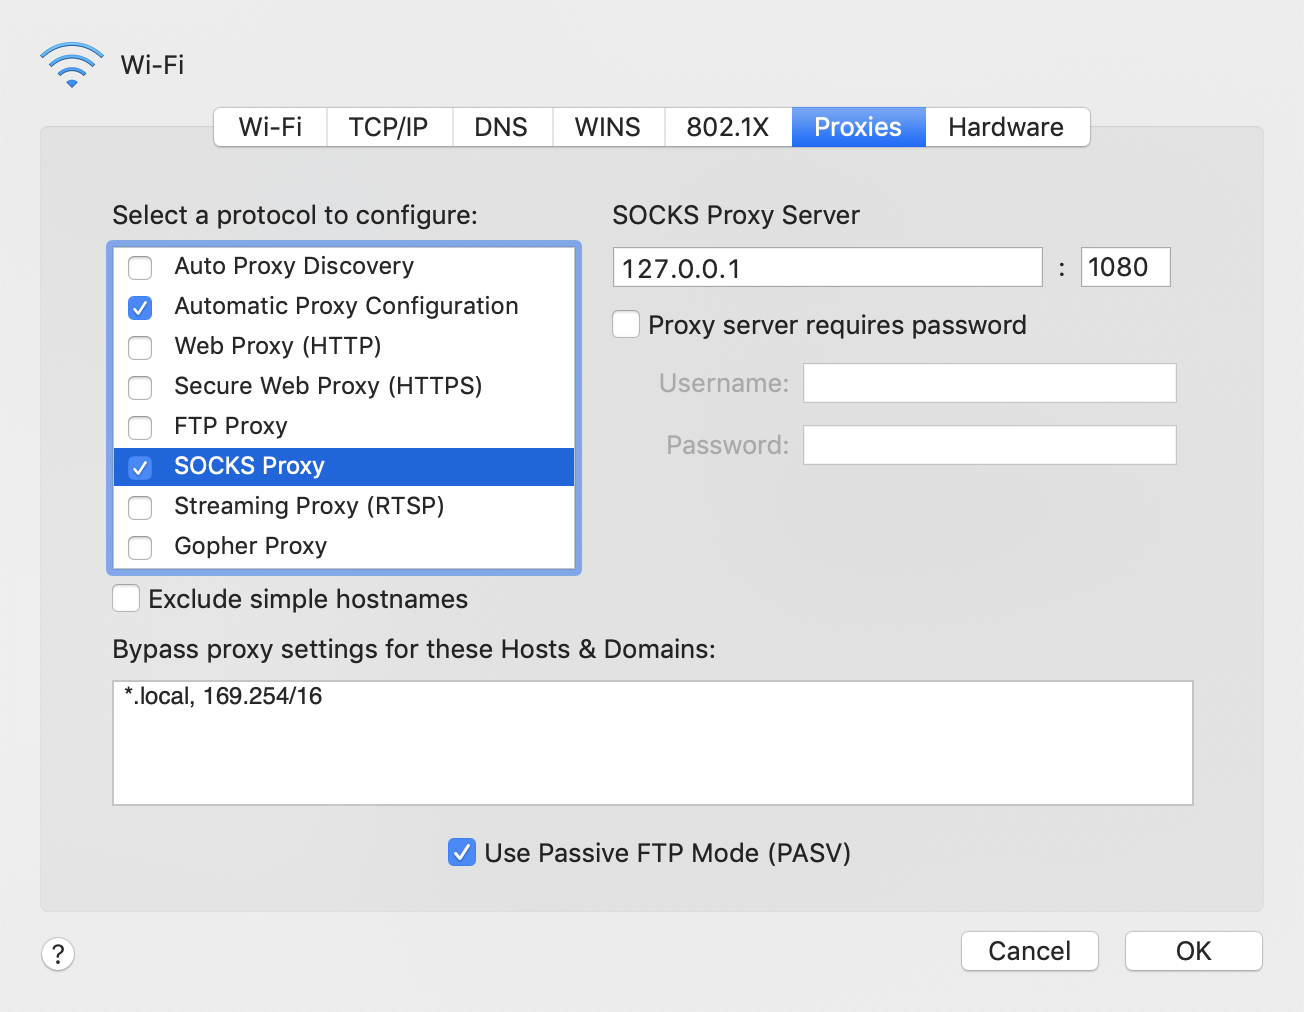 Wi-Fi
Wi-Fi TCP/IP DNS WINS 802.1X Proxies Hardware
Select a protocol to configure:
Auto Proxy Discovery
Automatic Proxy Configuration
Web Proxy (HTTP)
Secure Web Proxy (HTTPS)
FTP Proxy
SOCKS Proxy
Streaming Proxy (RTSP)
Gopher Proxy
SOCKS Proxy Server
127.0.0.1 : 1080
Proxy server requires password
Username:
Password:
Exclude simple hostnames
Bypass proxy settings for these Hosts & Domains:
*.local, 169.254/16
Use Passive FTP Mode (PASV)
? Cancel OK